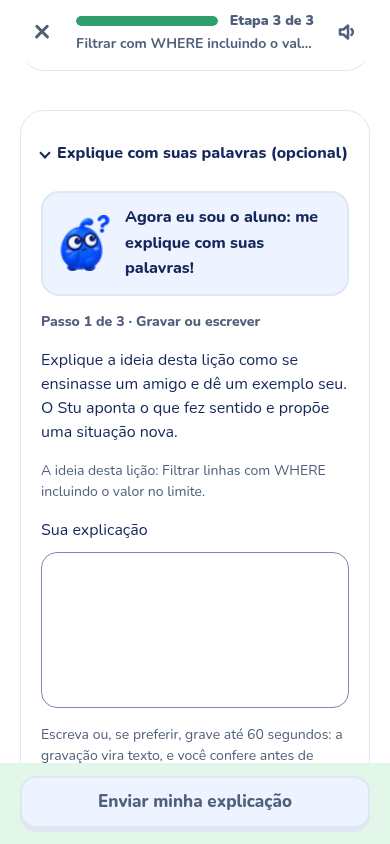 Etapa 3 de 3
Filtrar com WHERE incluindo o val...
Explique com suas palavras (opcional)
Agora eu sou o aluno: me
explique com suas
palavras!
Passo 1 de 3 · Gravar ou escrever
Explique a ideia desta lição como se
ensinasse um amigo e dê um exemplo seu.
O Stu aponta o que fez sentido e propõe
uma situação nova.
A ideia desta lição: Filtrar linhas com WHERE
incluindo o valor no limite.
Sua explicação
Escreva ou, se preferir, grave até 60 segundos: a
gravação vira texto, e você confere antes de
Enviar minha explicação